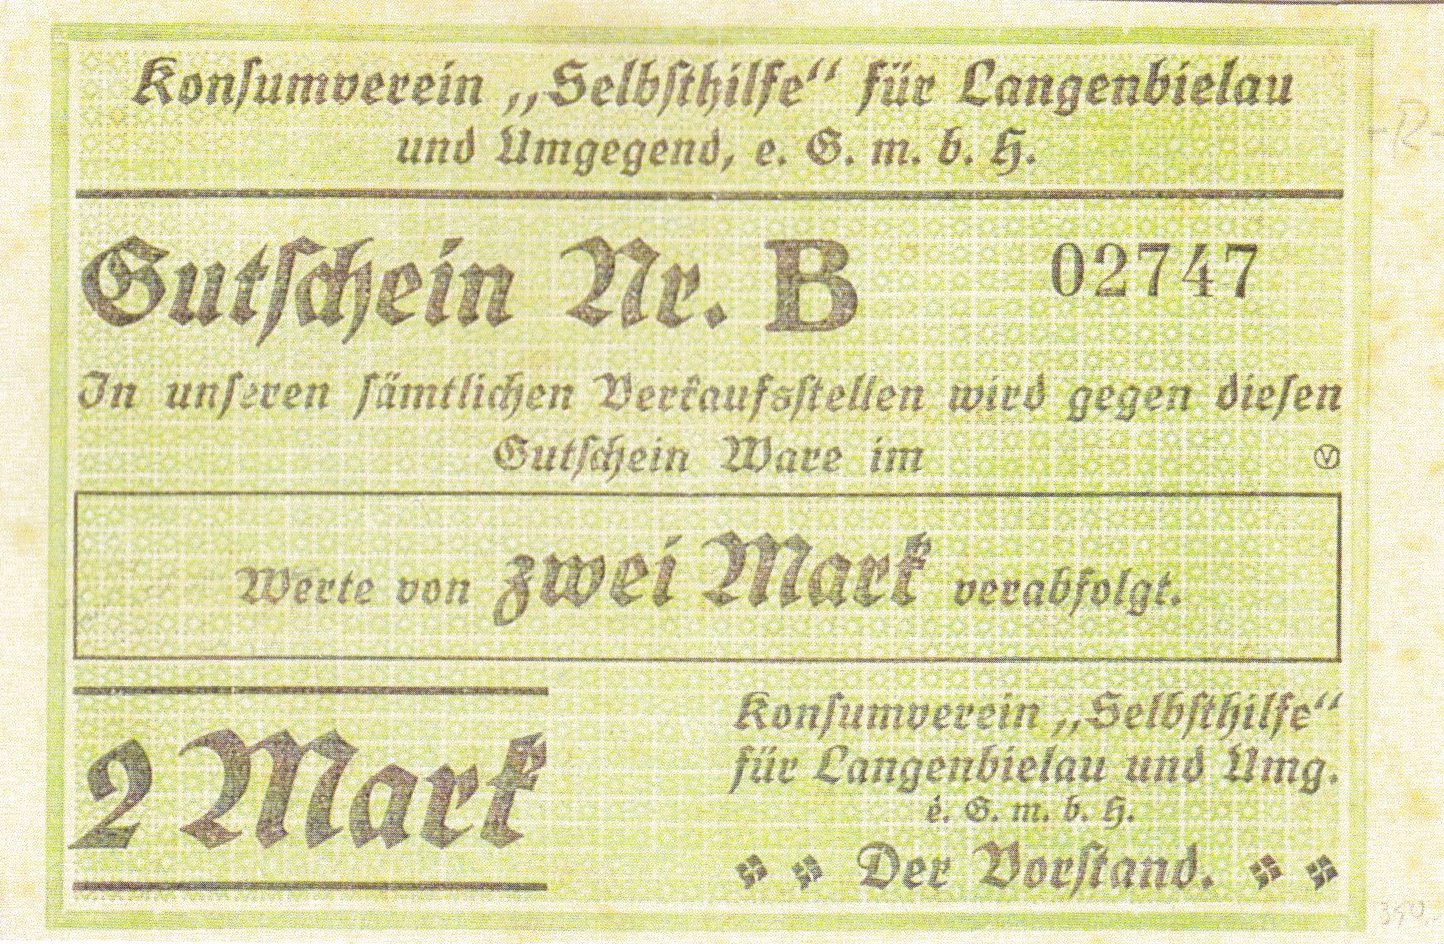 Konsumverein „Selbsthilfe“ für Langenbielau
und Umgegend, e. G. m. b. H.
Gutschein Nr. B 02747
In unseren sämtlichen Verkaufsstellen wird gegen diesen
Gutschein Ware im
V
Werte von zwei Mark verabfolgt.
2 Mark
Konsumverein „Selbsthilfe“
für Langenbielau und Umg.
e. G. m. b. H.
Der Vorstand.
-R-
350,-